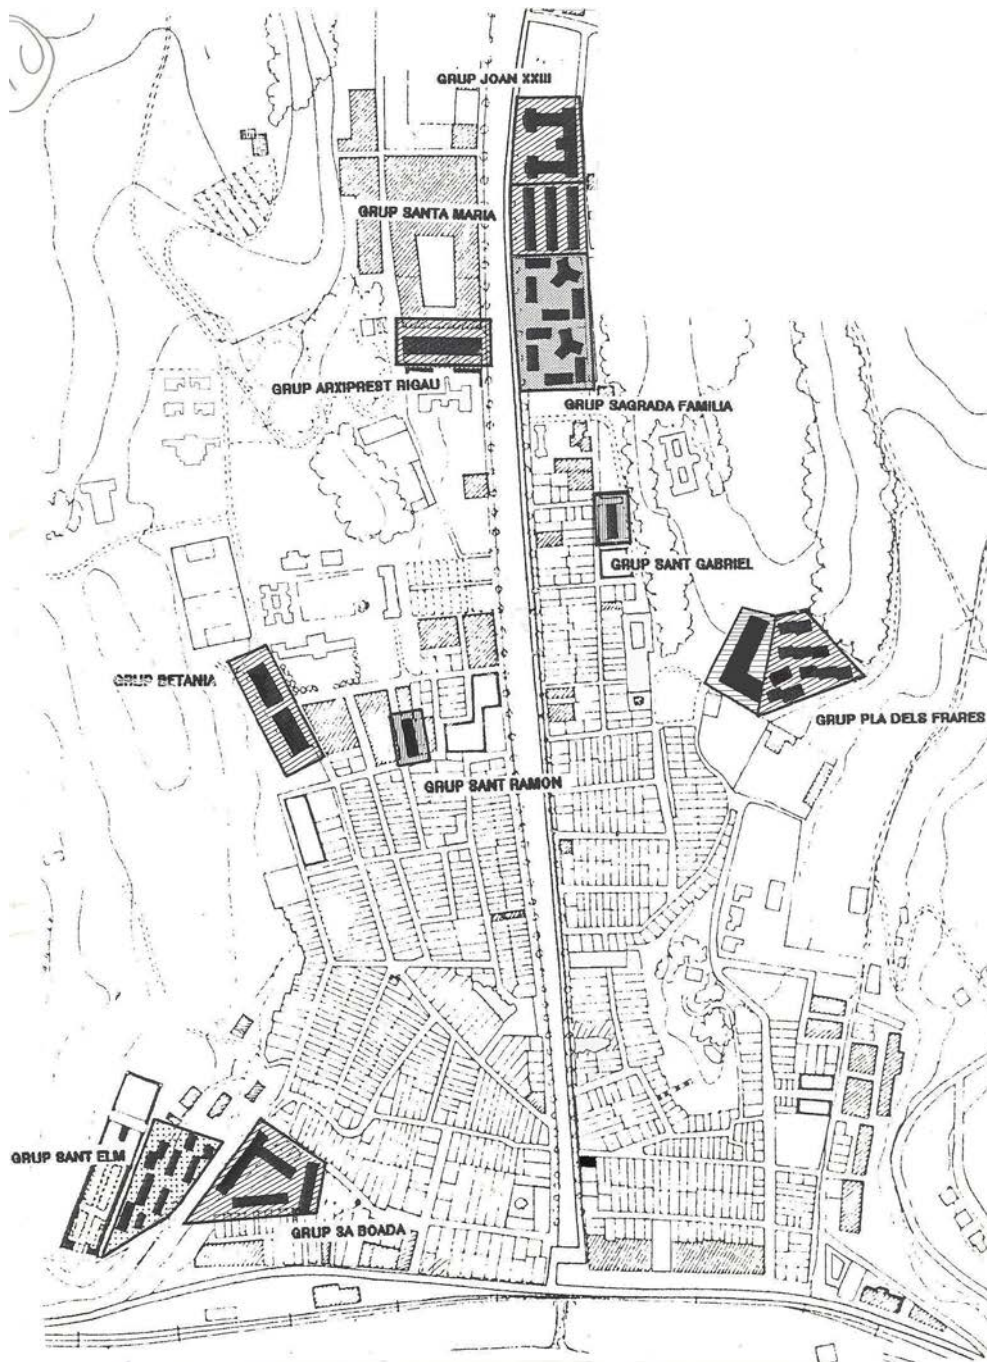 GRUP JOAN XXIII
GRUP SANTA MARIA
GRUP ARXIPREST RIGAU
GRUP SAGRADA FAMILIA
GRUP SANT GABRIEL
GRUP BETANIA
GRUP PLA DELS FRARES
GRUP SANT RAMON
GRUP SANT ELM
GRUP SA BOADA